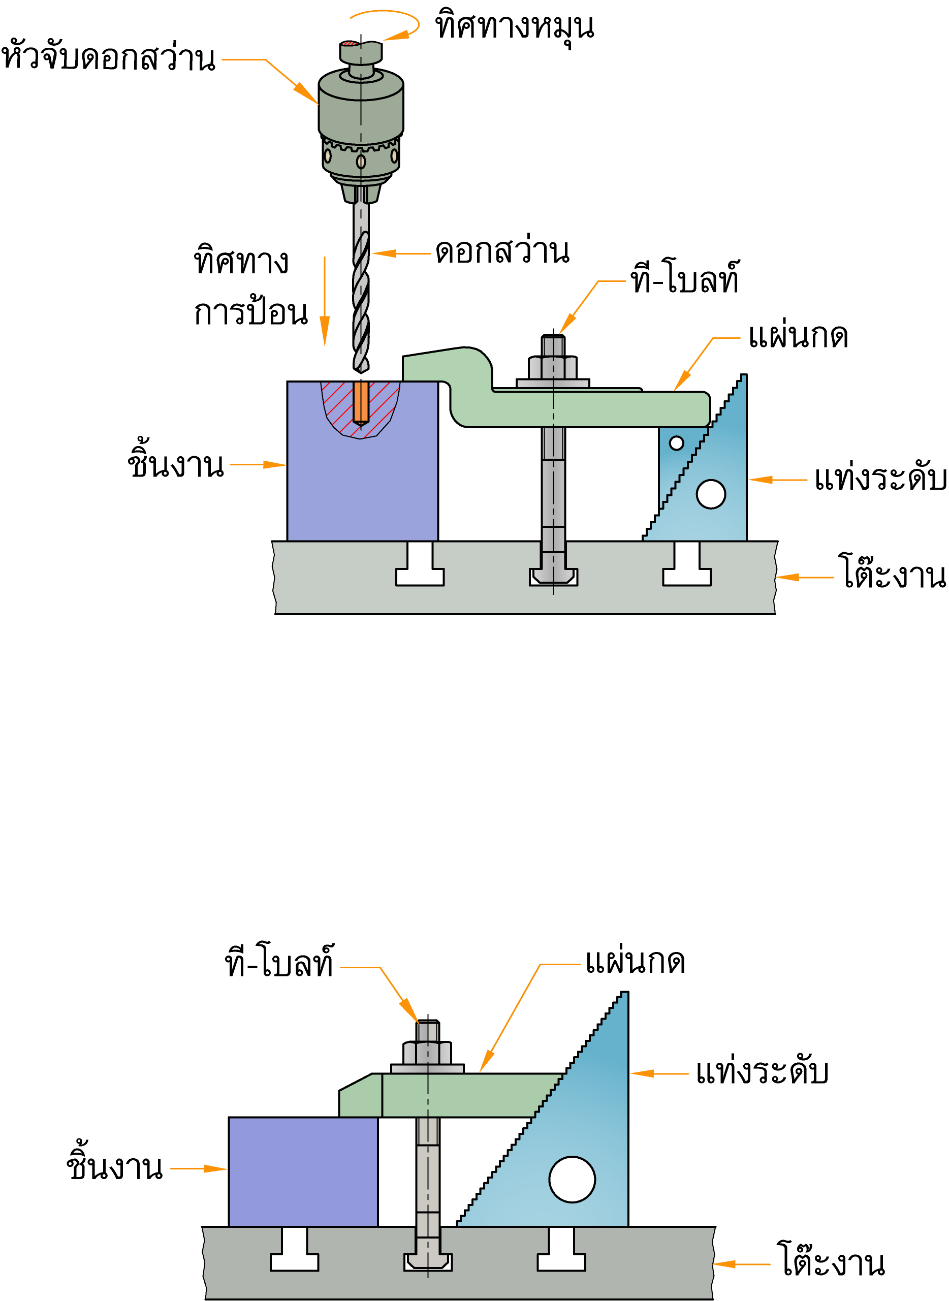 ทิศทางหมุน
หัวจับดอกสว่าน
ดอกสว่าน
ทิศทาง
การป้อน
ที-โบลท์
แผ่นกด
ชิ้นงาน
แท่งระดับ
โต๊ะงาน
ที-โบลท์
แผ่นกด
แท่งระดับ
ชิ้นงาน
โต๊ะงาน